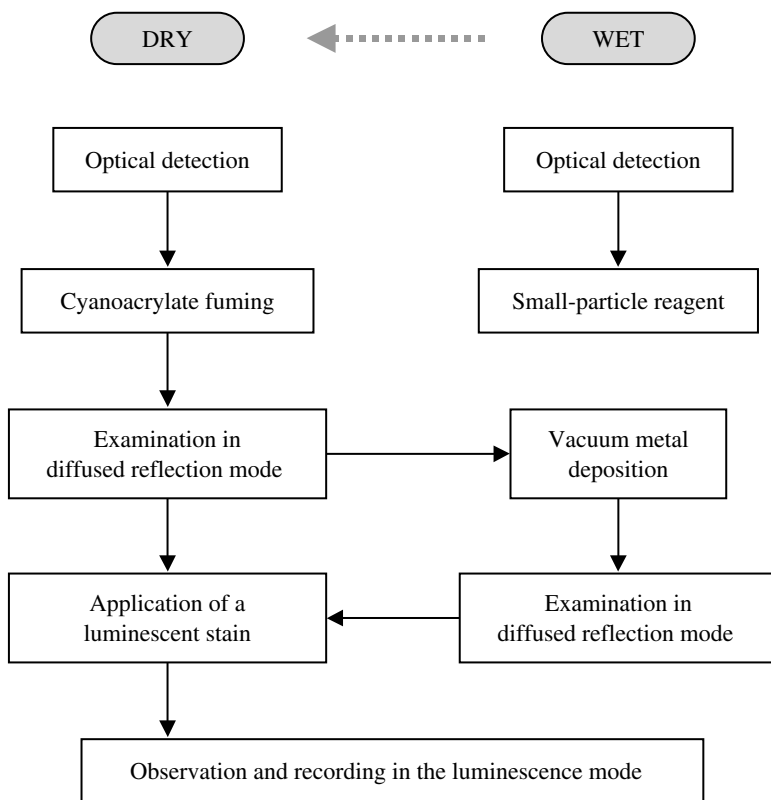 DRY
WET
Optical detection
Optical detection
Cyanoacrylate fuming
Small-particle reagent
Examination in
diffused reflection mode
Vacuum metal
deposition
Application of a
luminescent stain
Examination in
diffused reflection mode
Observation and recording in the luminescence mode